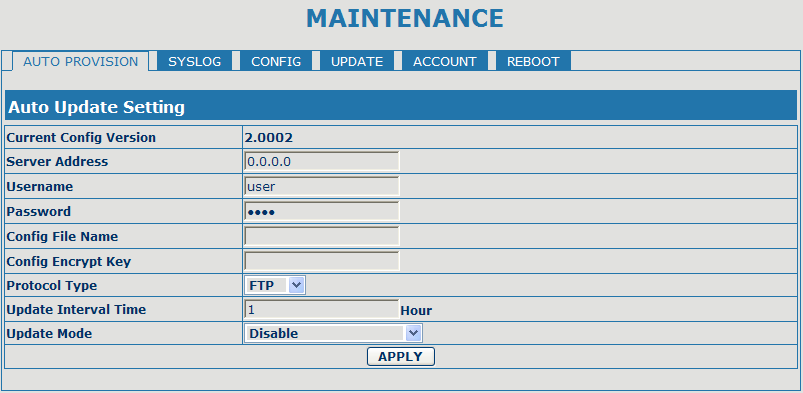 MAINTENANCE
AUTO PROVISION SYSLOG CONFIG UPDATE ACCOUNT REBOOT
Auto Update Setting
Current Config Version 2.0002
Server Address 0.0.0.0
Username user
Password ••••
Config File Name
Config Encrypt Key
Protocol Type FTP
Update Interval Time 1 Hour
Update Mode Disable
APPLY